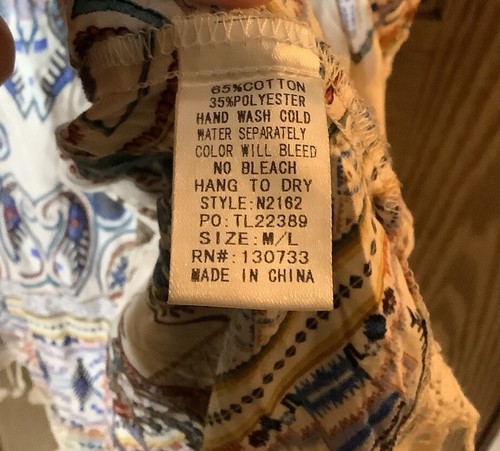 65%COTTON
35%POLYESTER
HAND WASH COLD
WATER SEPARATELY
COLOR WILL BLEED
NO BLEACH
HANG TO DRY
STYLE:N2162
PO:TL22389
SIZE:M/L
RN#:130733
MADE IN CHINA